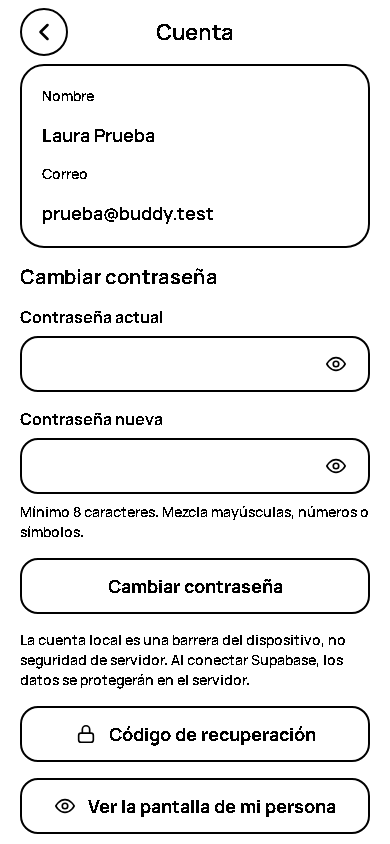 Cuenta
Nombre
Laura Prueba
Correo
prueba@buddy.test
Cambiar contraseña
Contraseña actual
Contraseña nueva
Mínimo 8 caracteres. Mezcla mayúsculas, números o
símbolos.
Cambiar contraseña
La cuenta local es una barrera del dispositivo, no
seguridad de servidor. Al conectar Supabase, los
datos se protegerán en el servidor.
Código de recuperación
Ver la pantalla de mi persona